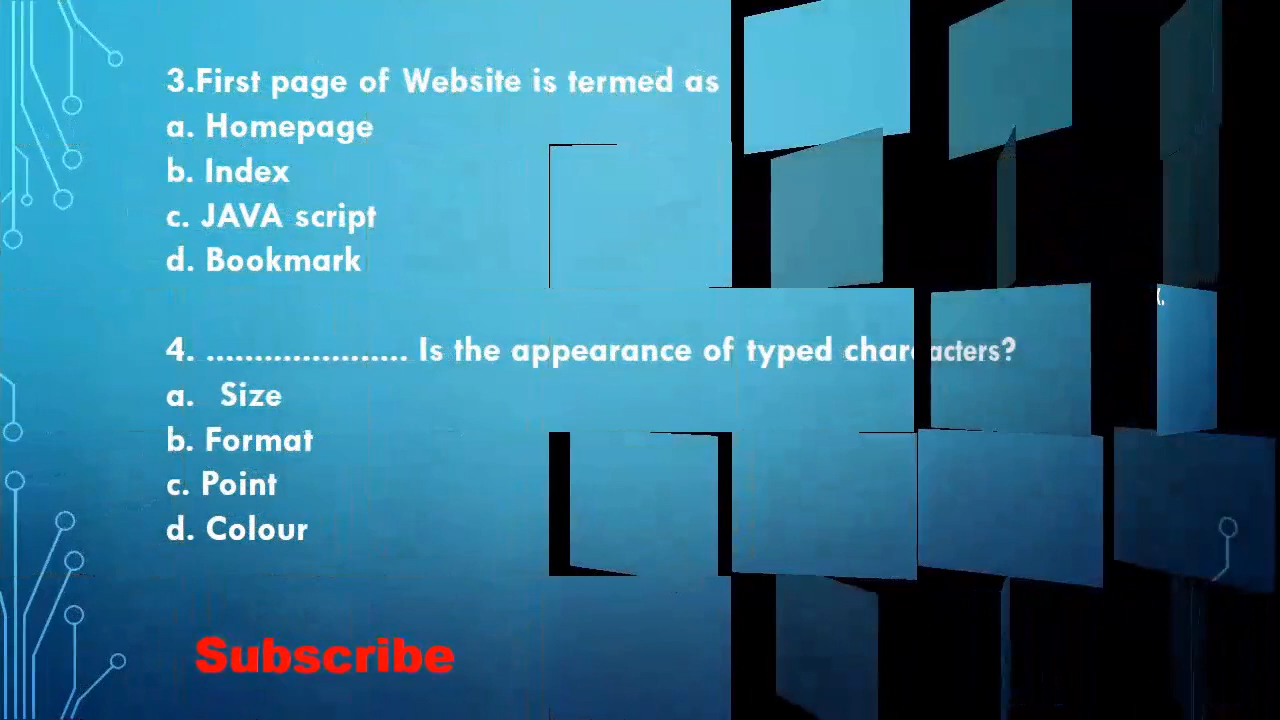 3.First page of Website is termed as
a. Homepage
b. Index
c. JAVA script
d. Bookmark
4. ..................... Is the appearance of typed characters?
a. Size
b. Format
c. Point
d. Colour
Subscribe